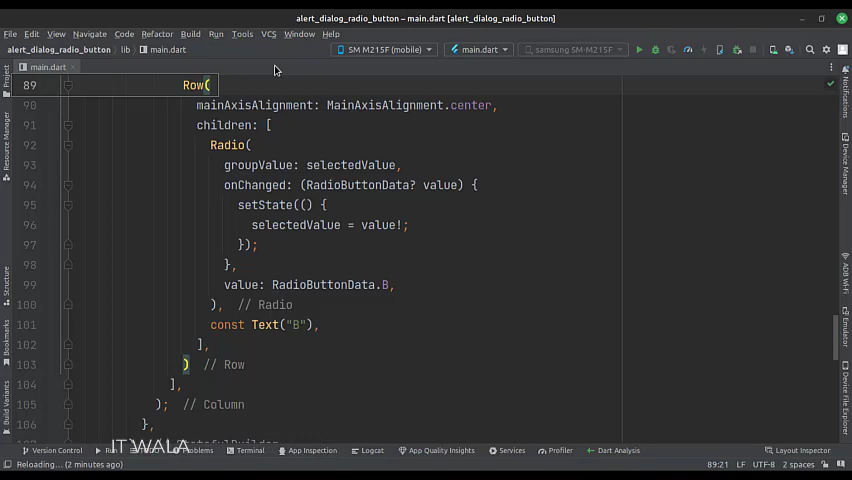 alert_dialog_radio_button – main.dart [alert_dialog_radio_button]
File Edit View Navigate Code Refactor Build Run Tools VCS Window Help
alert_dialog_radio_button lib main.dart SM M215F (mobile) main.dart samsung SM-M215F
main.dart
89 Row(
90 mainAxisAlignment: MainAxisAlignment.center,
91 children: [
92 Radio(
93 groupValue: selectedValue,
94 onChanged: (RadioButtonData? value) {
95 setState(() {
96 selectedValue = value!;
97 });
98 },
99 value: RadioButtonData.B,
100 ), // Radio
101 const Text("B"),
102 ],
103 ) // Row
104 ],
105 ); // Column
106 },
Project
Resource Manager
Structure
Bookmarks
Build Variants
Notifications
Device Manager
ADB Wi-Fi
Emulator
Device File Explorer
IT WALA
Version Control Run Problems Terminal App Inspection Logcat App Quality Insights Services Profiler Dart Analysis Layout Inspector
Reloading... (2 minutes ago) 89:21 LF UTF-8 2 spaces